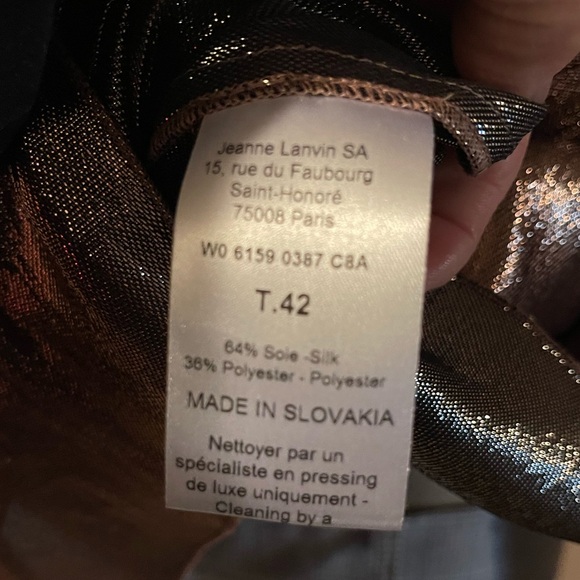 Jeanne Lanvin SA
15, rue du Faubourg
Saint-Honoré
75008 Paris
W0 6159 0387 C8A
T.42
64% Soie -Silk
36% Polyester - Polyester
MADE IN SLOVAKIA
Nettoyer par un
spécialiste en pressing
de luxe uniquement -
Cleaning by a